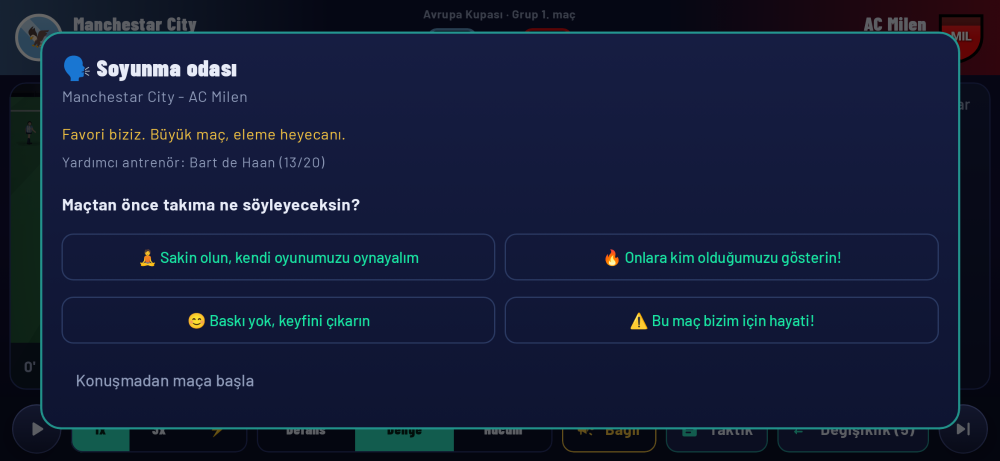 Avrupa Kupası · Grup 1. maç
Manchestar City
AC Milen
MIL
🗣 Soyunma odası
Manchestar City - AC Milen
Favori biziz. Büyük maç, eleme heyecanı.
Yardımcı antrenör: Bart de Haan (13/20)
Maçtan önce takıma ne söyleyeceksin?
🧘 Sakin olun, kendi oyunumuzu oynayalım
🔥 Onlara kim olduğumuzu gösterin!
😊 Baskı yok, keyfini çıkarın
⚠️ Bu maç bizim için hayati!
Konuşmadan maça başla
0'
1x 3x ⚡ Defans Denge Hücum Bağır Taktik Değişiklik (5)